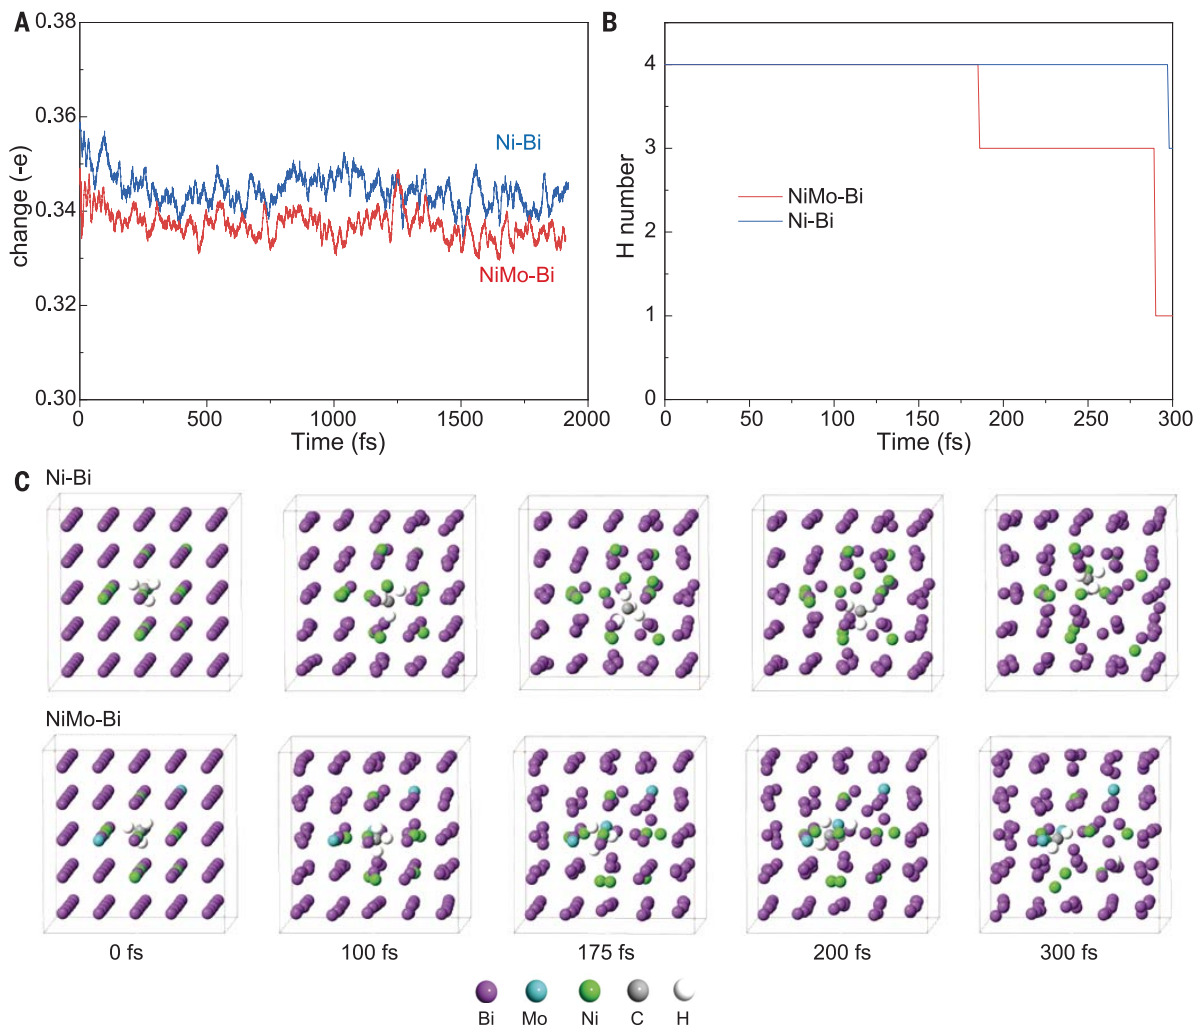 A
0.38
0.36
0.34
0.32
0.30
change (-e)
Ni-Bi
NiMo-Bi
0
500
1000
1500
2000
Time (fs)
B
4
3
2
1
0
H number
NiMo-Bi
Ni-Bi
0
50
100
150
200
250
300
Time (fs)
C
Ni-Bi
NiMo-Bi
0 fs
100 fs
175 fs
200 fs
300 fs
Bi
Mo
Ni
C
H